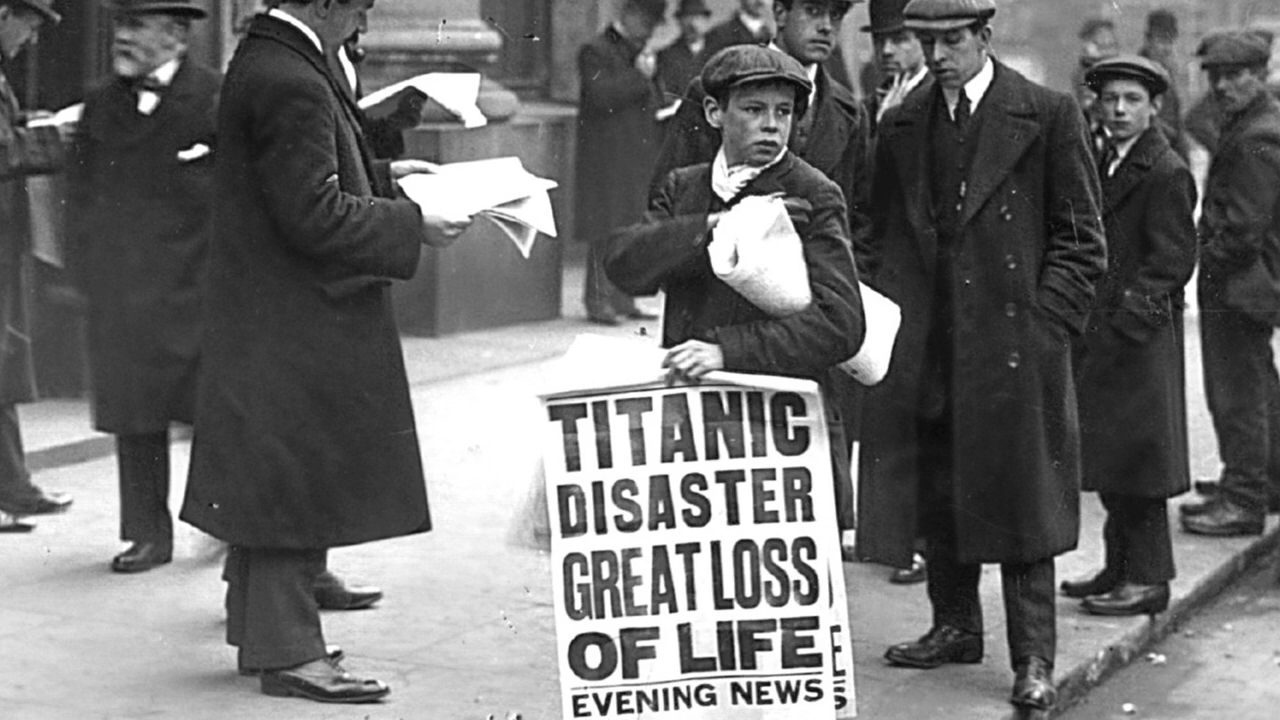 TITANIC
DISASTER
GREAT LOSS
OF LIFE
EVENING NEWS
E
S